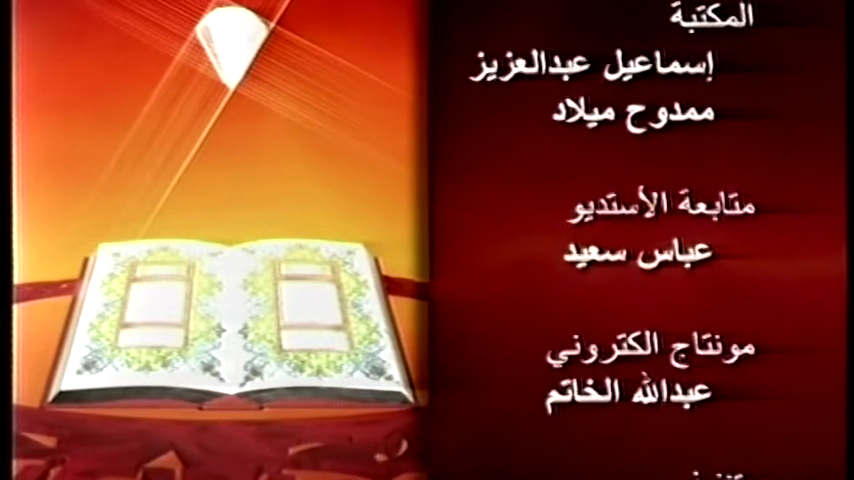 المكتبة
إسماعيل عبدالعزيز
ممدوح ميلاد
متابعة الأستديو
عباس سعيد
مونتاج الكتروني
عبدالله الخاتم